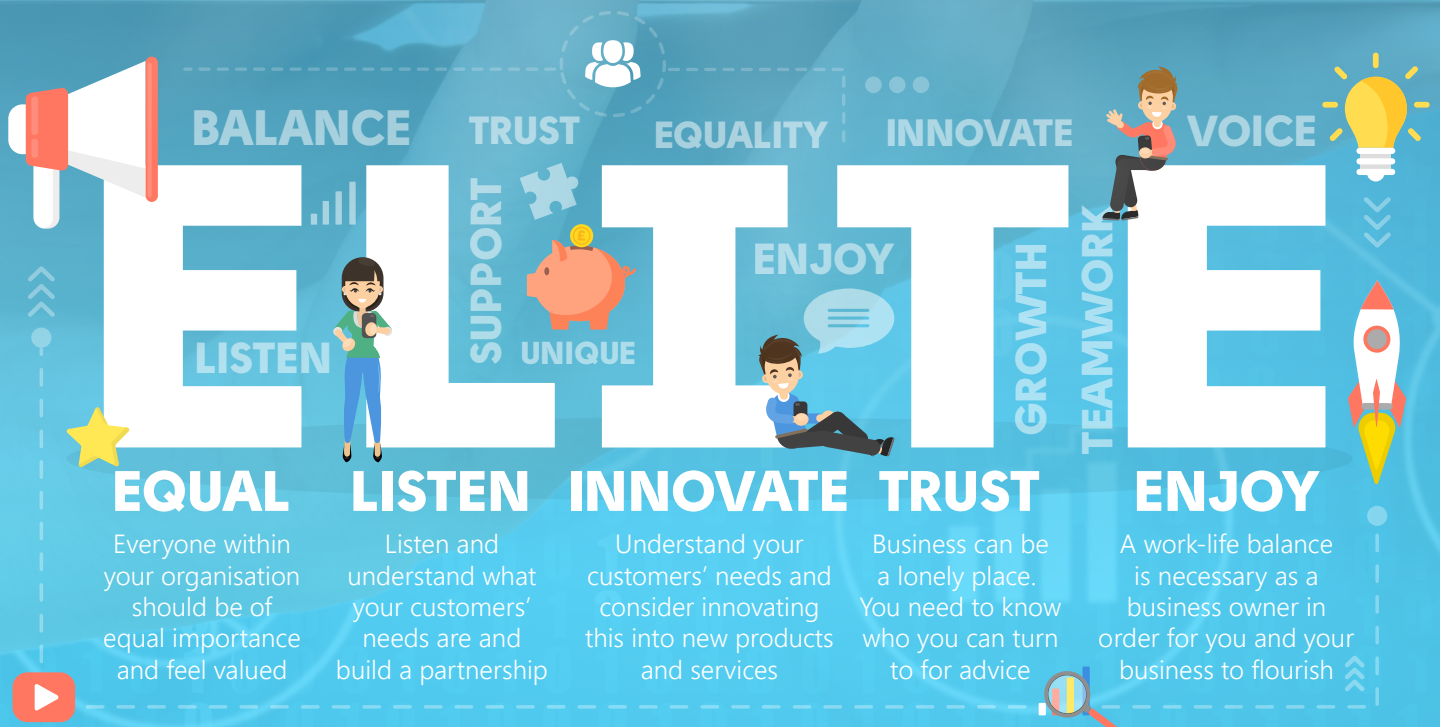 BALANCE
TRUST
EQUALITY
INNOVATE
VOICE
ELITE
SUPPORT
ENJOY
GROWTH
TEAMWORK
LISTEN
UNIQUE
£
EQUAL
Everyone within
your organisation
should be of
equal importance
and feel valued
LISTEN
Listen and
understand what
your customers’
needs are and
build a partnership
INNOVATE
Understand your
customers’ needs and
consider innovating
this into new products
and services
TRUST
Business can be
a lonely place.
You need to know
who you can turn
to for advice
ENJOY
A work-life balance
is necessary as a
business owner in
order for you and your
business to flourish